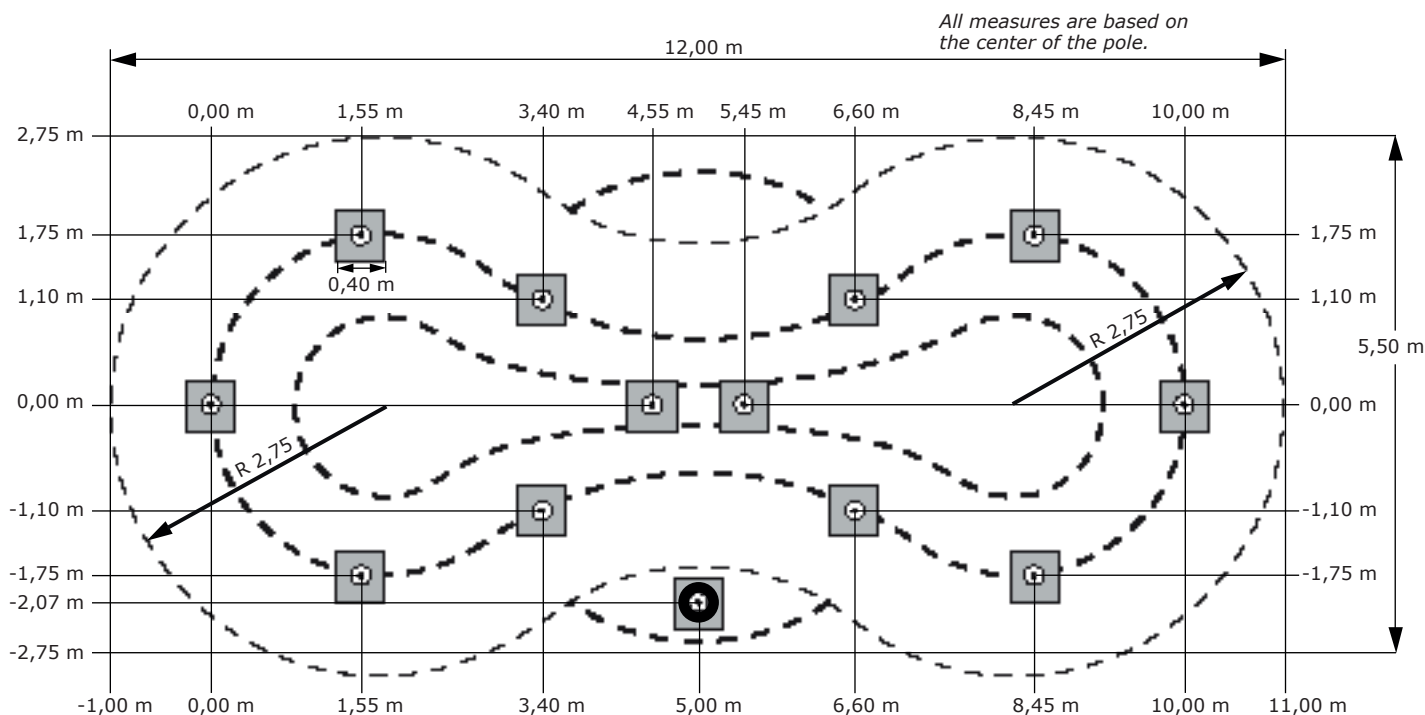 All measures are based on
the center of the pole.
12,00 m
0,00 m 1,55 m 3,40 m 4,55 m 5,45 m 6,60 m 8,45 m 10,00 m
2,75 m
1,75 m 1,75 m
0,40 m
1,10 m 1,10 m
R 2,75
5,50 m
0,00 m 0,00 m
R 2,75
-1,10 m -1,10 m
-1,75 m -1,75 m
-2,07 m
-2,75 m
-1,00 m 0,00 m 1,55 m 3,40 m 5,00 m 6,60 m 8,45 m 10,00 m 11,00 m